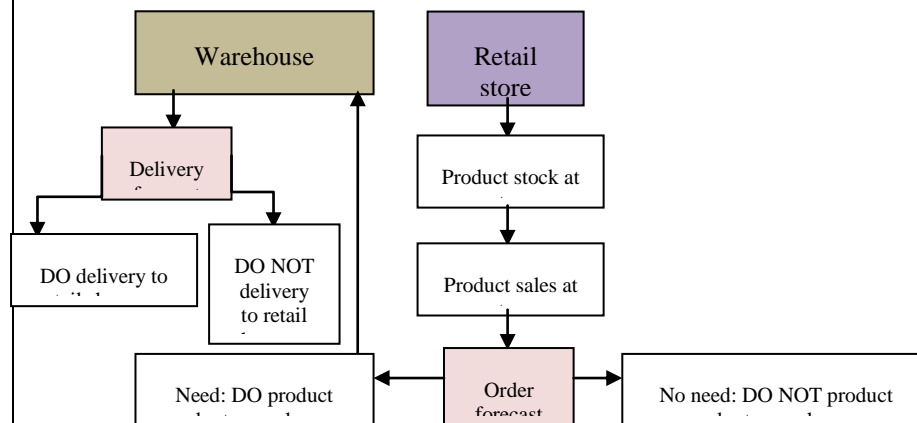 Warehouse
Retail
store
Delivery
Product stock at
DO delivery to
DO NOT
delivery
to retail
Product sales at
Need: DO product
Order
forecast
No need: DO NOT product